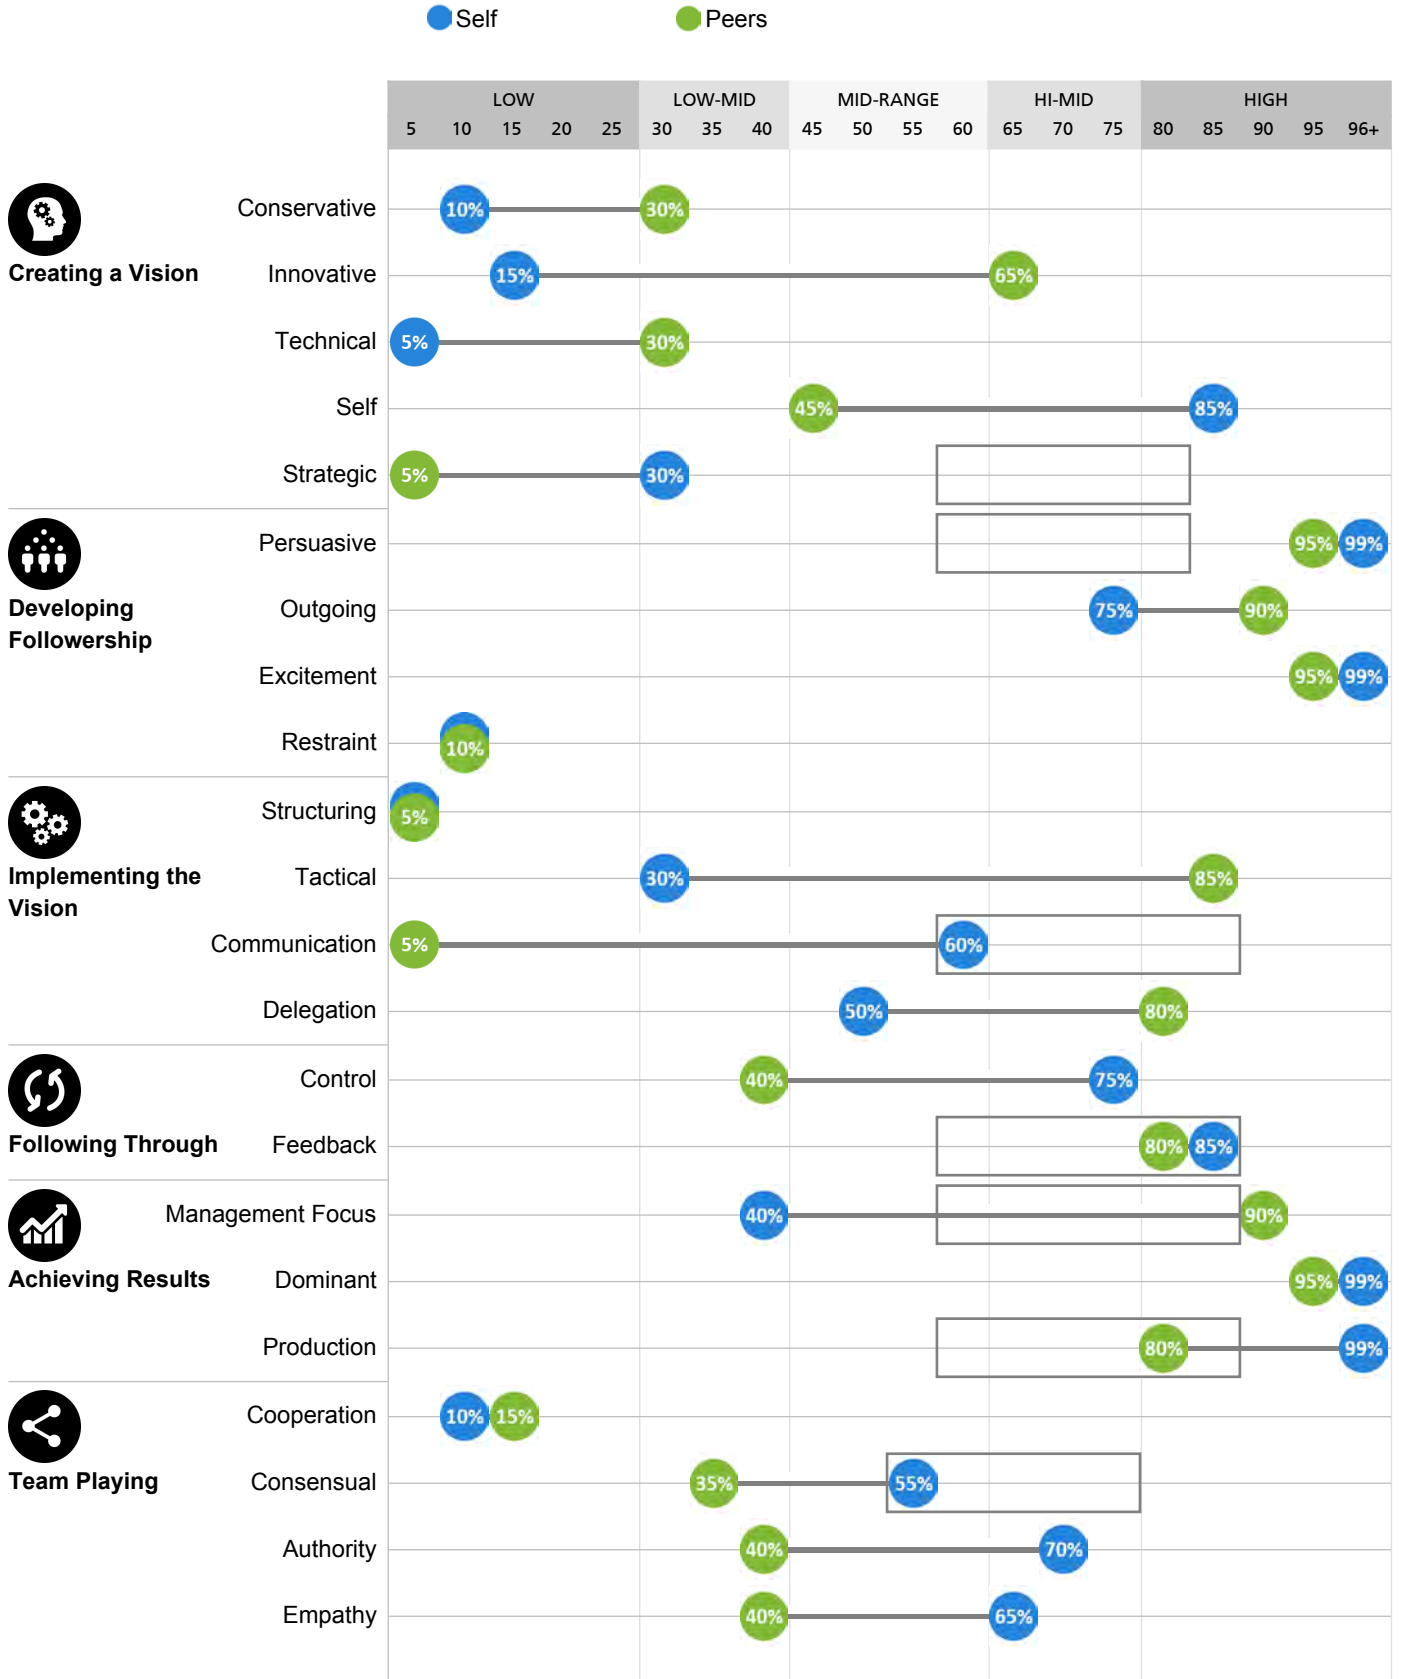 Self Peers
LOW LOW-MID MID-RANGE HI-MID HIGH
5 10 15 20 25 30 35 40 45 50 55 60 65 70 75 80 85 90 95 96+
Conservative 10% 30%
Creating a Vision Innovative 15% 65%
Technical 5% 30%
Self 45% 85%
Strategic 5% 30%
Persuasive 95% 99%
Developing Outgoing 75% 90%
Followership
Excitement 95% 99%
Restraint 10%
Structuring 5%
Implementing the Tactical 30% 85%
Vision
Communication 5% 60%
Delegation 50% 80%
Control 40% 75%
Following Through Feedback 80% 85%
Management Focus 40% 90%
Achieving Results Dominant 95% 99%
Production 80% 99%
Cooperation 10% 15%
Team Playing Consensual 35% 55%
Authority 40% 70%
Empathy 40% 65%